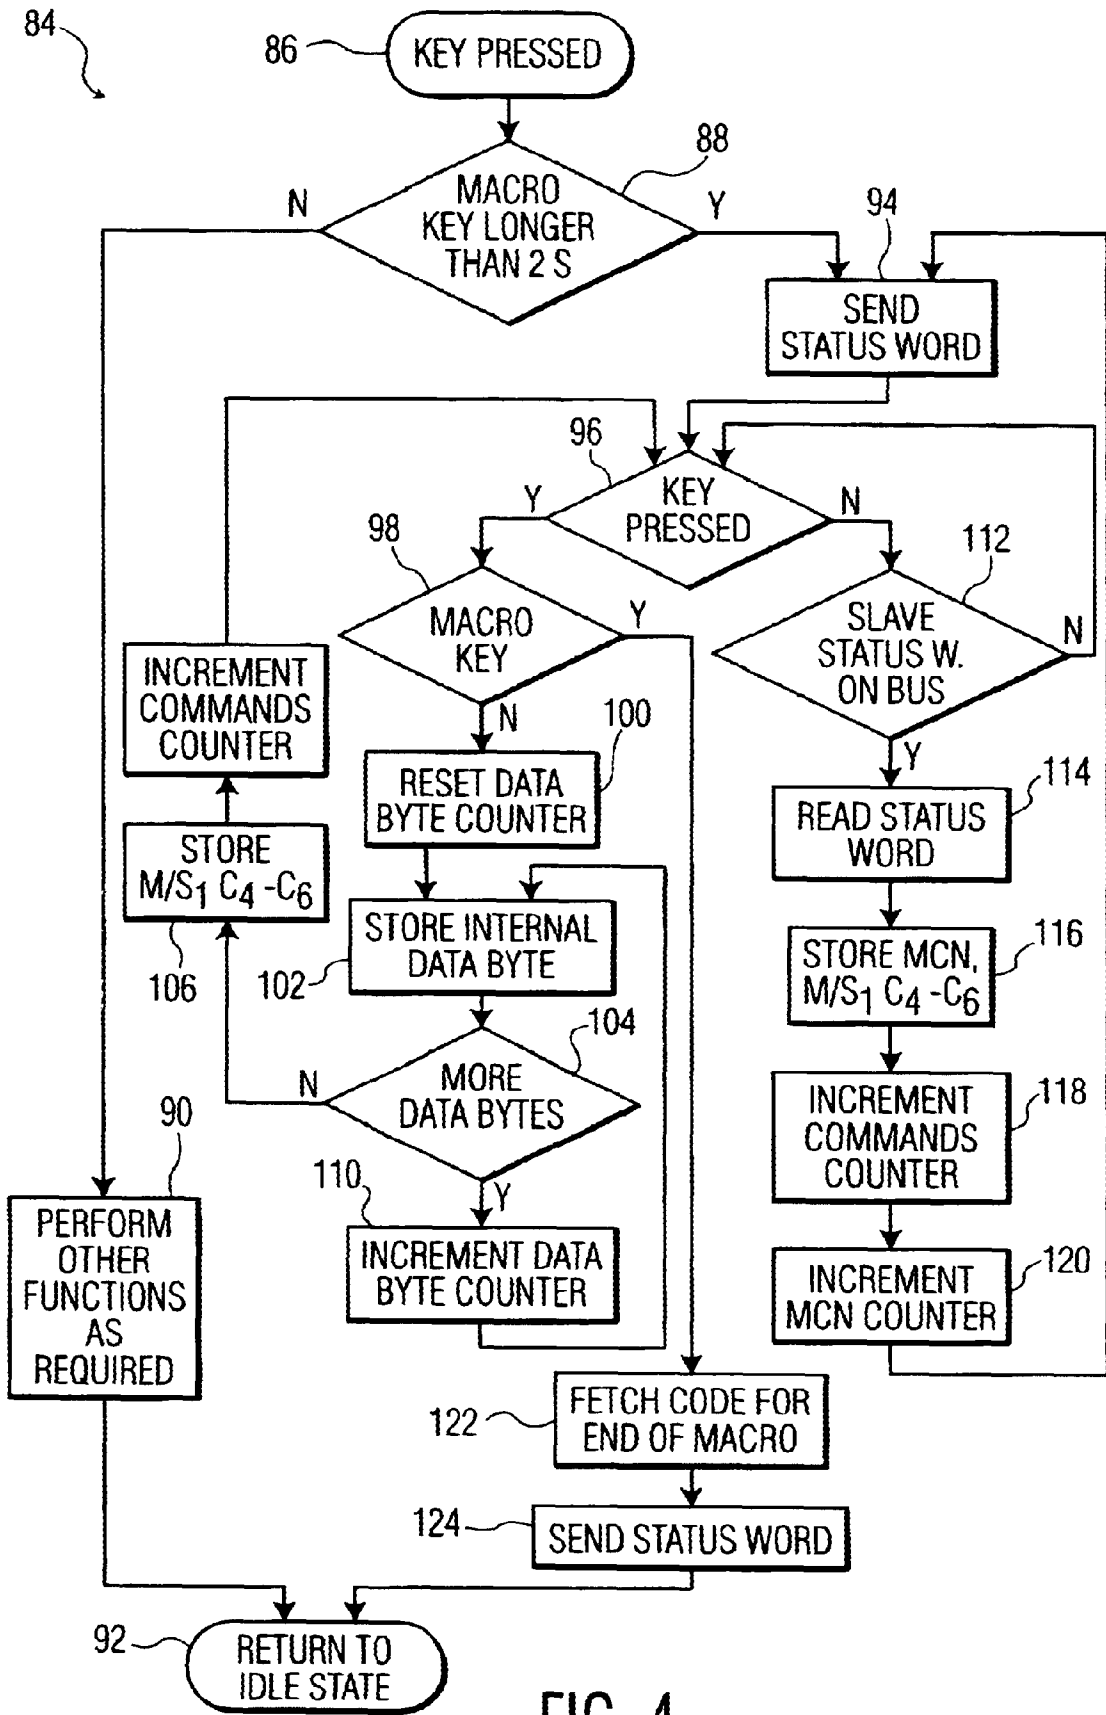 84
86
KEY PRESSED
88
MACRO
KEY LONGER
THAN 2 S
N
Y
94
SEND
STATUS WORD
96
KEY
PRESSED
Y
N
98
MACRO
KEY
Y
N
112
SLAVE
STATUS W.
ON BUS
N
Y
INCREMENT
COMMANDS
COUNTER
100
RESET DATA
BYTE COUNTER
114
READ STATUS
WORD
STORE
M/S1 C4-C6
106
STORE INTERNAL
DATA BYTE
102
116
STORE MCN,
M/S1 C4-C6
104
MORE
DATA BYTES
N
Y
118
INCREMENT
COMMANDS
COUNTER
90
PERFORM
OTHER
FUNCTIONS
AS
REQUIRED
110
INCREMENT DATA
BYTE COUNTER
120
INCREMENT
MCN COUNTER
122
FETCH CODE FOR
END OF MACRO
124
SEND STATUS WORD
92
RETURN TO
IDLE STATE
FIG. 4